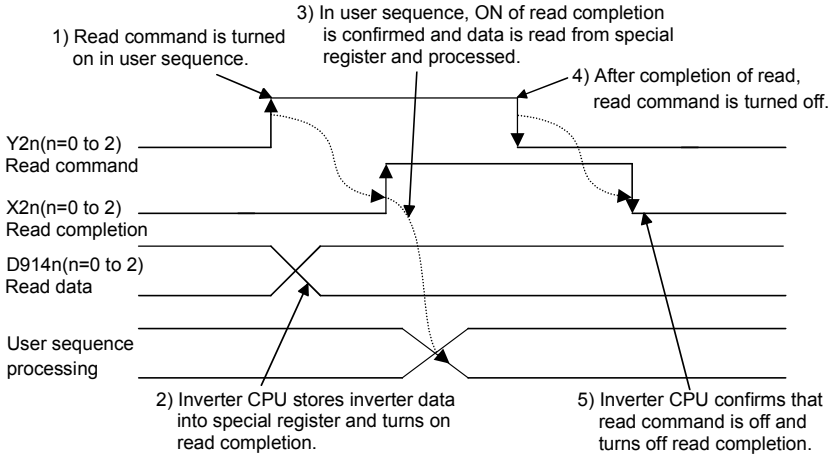 1) Read command is turned
on in user sequence.
3) In user sequence, ON of read completion
is confirmed and data is read from special
register and processed.
4) After completion of read,
read command is turned off.
Y2n(n=0 to 2)
Read command
X2n(n=0 to 2)
Read completion
D914n(n=0 to 2)
Read data
User sequence
processing
2) Inverter CPU stores inverter data
into special register and turns on
read completion.
5) Inverter CPU confirms that
read command is off and
turns off read completion.